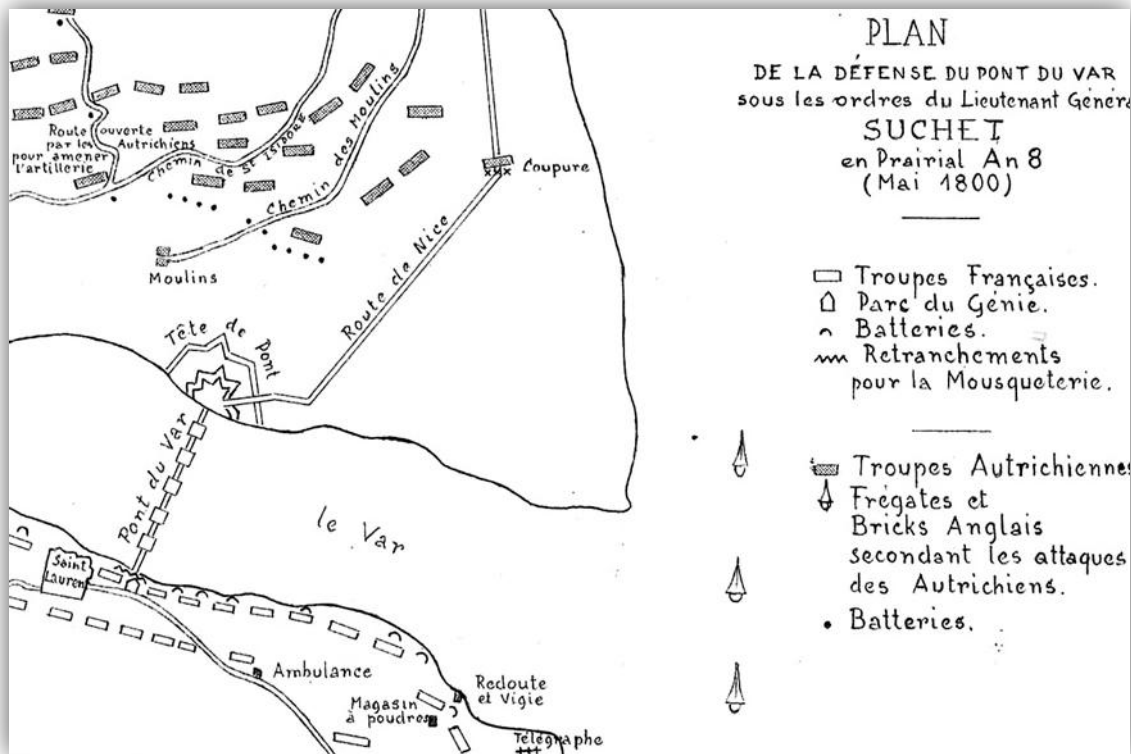 PLAN
DE LA DÉFENSE DU PONT DU VAR
sous les ordres du Lieutenant Généra
SUCHET
en Prairial An 8
(Mai 1800)
Troupes Françaises.
Parc du Génie.
Batteries.
Retranchements
pour la Mousqueterie.
Troupes Autrichiennes
Frégates et
Bricks Anglais
secondant les attaques
des Autrichiens.
Batteries.
Route ouverte
par les Autrichiens
pour amener
l'artillerie
Chemin de St ISIDORE
Chemin des Moulins
Coupure
Moulins
Route de Nice
Tête de Pont
Pont du Var
le Var
Saint
Lauren
Ambulance
Redoute
et Vigie
Magasin
à poudres
Télégraphe